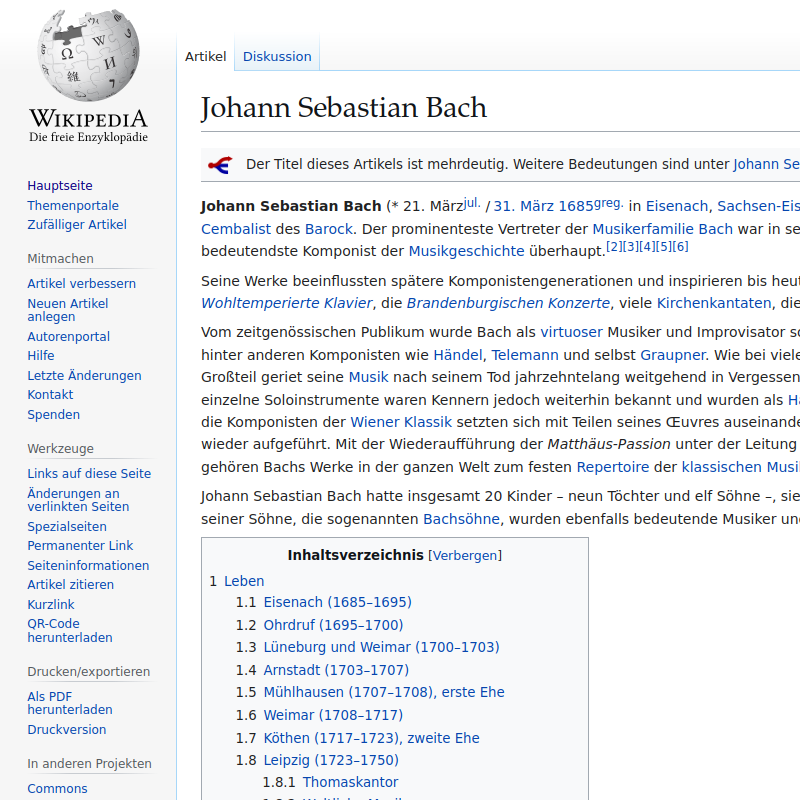 WIKIPEDIA
Die freie Enzyklopädie
Hauptseite
Themenportale
Zufälliger Artikel
Mitmachen
Artikel verbessern
Neuen Artikel
anlegen
Autorenportal
Hilfe
Letzte Änderungen
Kontakt
Spenden
Werkzeuge
Links auf diese Seite
Änderungen an
verlinkten Seiten
Spezialseiten
Permanenter Link
Seiteninformationen
Artikel zitieren
Kurzlink
QR-Code
herunterladen
Drucken/exportieren
Als PDF
herunterladen
Druckversion
In anderen Projekten
Commons
Artikel Diskussion
Johann Sebastian Bach
Der Titel dieses Artikels ist mehrdeutig. Weitere Bedeutungen sind unter Johann Se
Johann Sebastian Bach (* 21. Märzjul. / 31. März 1685greg. in Eisenach, Sachsen-Eis
Cembalist des Barock. Der prominenteste Vertreter der Musikerfamilie Bach war in se
bedeutendste Komponist der Musikgeschichte überhaupt.[2][3][4][5][6]
Seine Werke beeinflussten spätere Komponistengenerationen und inspirieren bis heut
Wohltemperierte Klavier, die Brandenburgischen Konzerte, viele Kirchenkantaten, die
Vom zeitgenössischen Publikum wurde Bach als virtuoser Musiker und Improvisator sc
hinter anderen Komponisten wie Händel, Telemann und selbst Graupner. Wie bei viele
Großteil geriet seine Musik nach seinem Tod jahrzehntelang weitgehend in Vergessen
einzelne Soloinstrumente waren Kennern jedoch weiterhin bekannt und wurden als Ha
die Komponisten der Wiener Klassik setzten sich mit Teilen seines Œuvres auseinande
wieder aufgeführt. Mit der Wiederaufführung der Matthäus-Passion unter der Leitung
gehören Bachs Werke in der ganzen Welt zum festen Repertoire der klassischen Musi
Johann Sebastian Bach hatte insgesamt 20 Kinder – neun Töchter und elf Söhne –, sie
seiner Söhne, die sogenannten Bachsöhne, wurden ebenfalls bedeutende Musiker und
Inhaltsverzeichnis [Verbergen]
1 Leben
1.1 Eisenach (1685–1695)
1.2 Ohrdruf (1695–1700)
1.3 Lüneburg und Weimar (1700–1703)
1.4 Arnstadt (1703–1707)
1.5 Mühlhausen (1707–1708), erste Ehe
1.6 Weimar (1708–1717)
1.7 Köthen (1717–1723), zweite Ehe
1.8 Leipzig (1723–1750)
1.8.1 Thomaskantor